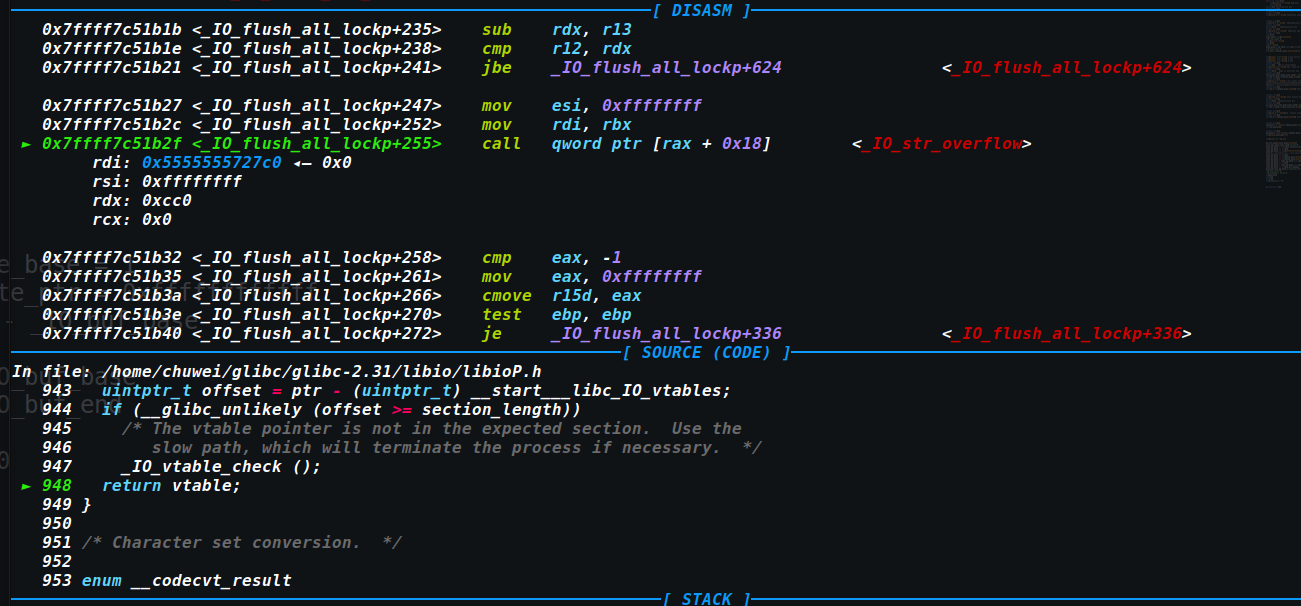 [ DISASM ]
0x7ffff7c51b1b <_IO_flush_all_lockp+235> sub rdx, r13
0x7ffff7c51b1e <_IO_flush_all_lockp+238> cmp r12, rdx
0x7ffff7c51b21 <_IO_flush_all_lockp+241> jbe _IO_flush_all_lockp+624 <_IO_flush_all_lockp+624>
0x7ffff7c51b27 <_IO_flush_all_lockp+247> mov esi, 0xffffffff
0x7ffff7c51b2c <_IO_flush_all_lockp+252> mov rdi, rbx
► 0x7ffff7c51b2f <_IO_flush_all_lockp+255> call qword ptr [rax + 0x18] <_IO_str_overflow>
rdi: 0x5555555727c0 ◂— 0x0
rsi: 0xffffffff
rdx: 0xcc0
rcx: 0x0
0x7ffff7c51b32 <_IO_flush_all_lockp+258> cmp eax, -1
0x7ffff7c51b35 <_IO_flush_all_lockp+261> mov eax, 0xffffffff
0x7ffff7c51b3a <_IO_flush_all_lockp+266> cmove r15d, eax
0x7ffff7c51b3e <_IO_flush_all_lockp+270> test ebp, ebp
0x7ffff7c51b40 <_IO_flush_all_lockp+272> je _IO_flush_all_lockp+336 <_IO_flush_all_lockp+336>
[ SOURCE (CODE) ]
In file: /home/chuwei/glibc/glibc-2.31/libio/libioP.h
943 uintptr_t offset = ptr - (uintptr_t) __start___libc_IO_vtables;
944 if (__glibc_unlikely (offset >= section_length))
945 /* The vtable pointer is not in the expected section. Use the
946 slow path, which will terminate the process if necessary. */
947 _IO_vtable_check ();
► 948 return vtable;
949 }
950
951 /* Character set conversion. */
952
953 enum __codecvt_result
[ STACK ]